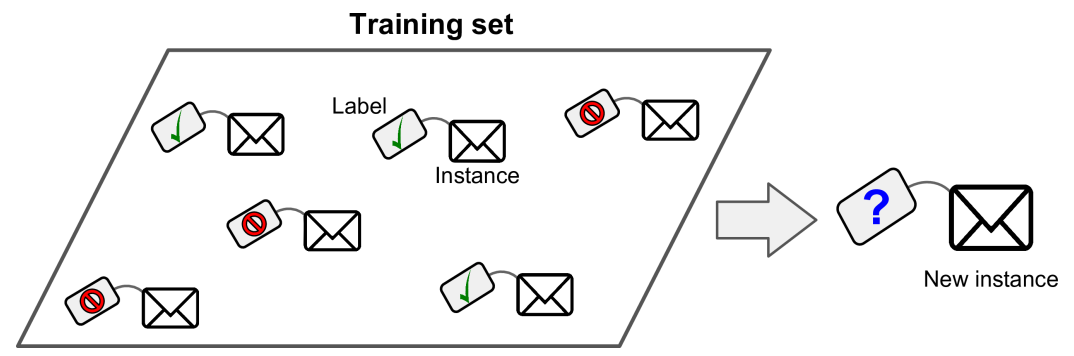 Training set
Label
Instance
?
New instance